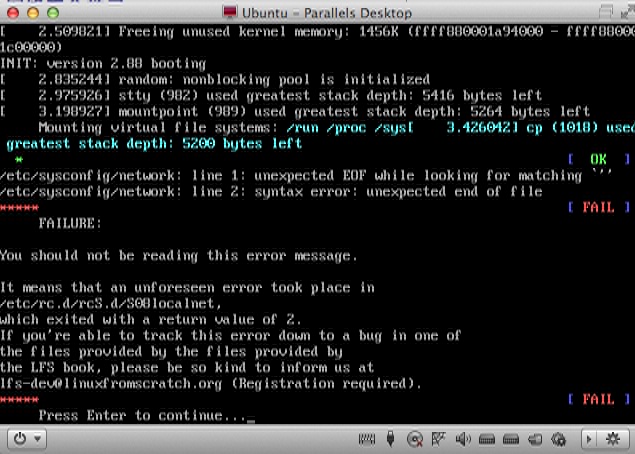 Ubuntu - Parallels Desktop
[    2.509821] Freeing unused kernel memory: 1456K (ffff880001a94000 - ffff88000
1c00000)
INIT: version 2.88 booting
[    2.835244] random: nonblocking pool is initialized
[    2.975926] stty (982) used greatest stack depth: 5416 bytes left
[    3.198927] mountpoint (989) used greatest stack depth: 5264 bytes left
Mounting virtual file systems: /run /proc /sys[    3.426042] cp (1018) used
greatest stack depth: 5200 bytes left
* [  OK  ]
/etc/sysconfig/network: line 1: unexpected EOF while looking for matching `''
/etc/sysconfig/network: line 2: syntax error: unexpected end of file
***** [ FAIL ]
FAILURE:
You should not be reading this error message.
It means that an unforeseen error took place in
/etc/rc.d/rcS.d/S08localnet,
which exited with a return value of 2.
If you're able to track this error down to a bug in one of
the files provided by the files provided by
the LFS book, please be so kind to inform us at
lfs-dev@linuxfromscratch.org (Registration required).
***** [ FAIL ]
Press Enter to continue..._